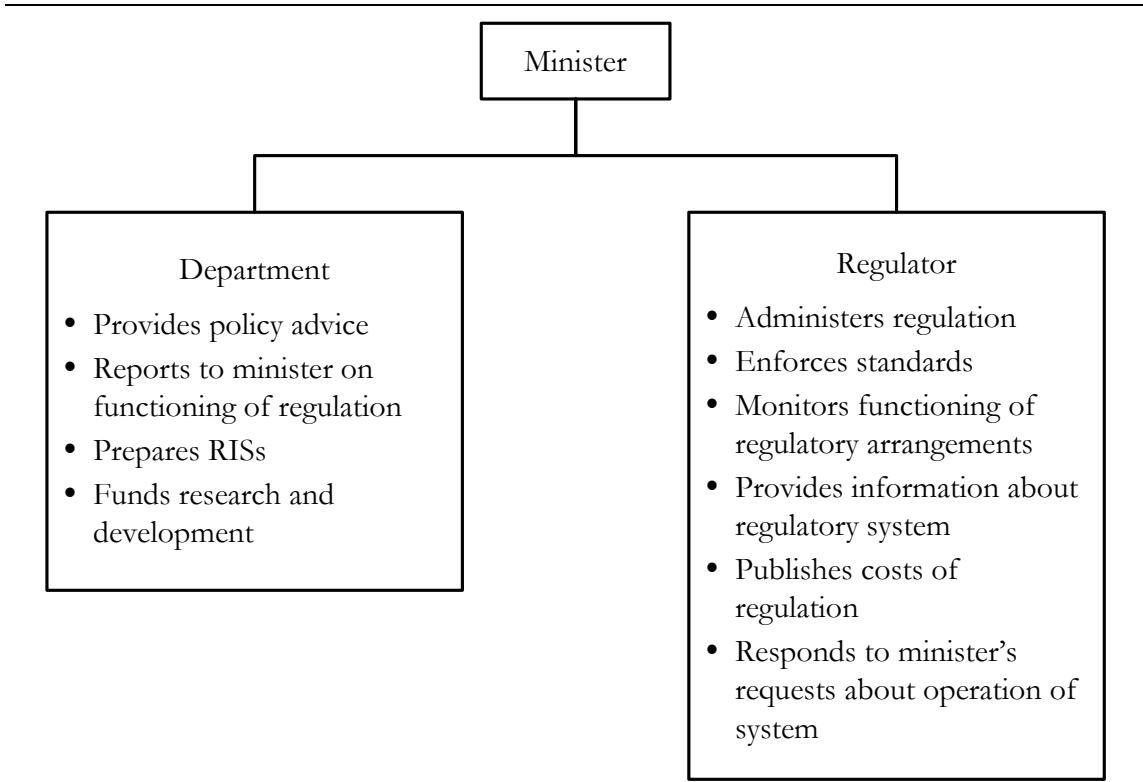 Minister
Department
• Provides policy advice
• Reports to minister on
functioning of regulation
• Prepares RISs
• Funds research and
development
Regulator
• Administers regulation
• Enforces standards
• Monitors functioning of
regulatory arrangements
• Provides information about
regulatory system
• Publishes costs of
regulation
• Responds to minister’s
requests about operation of
system